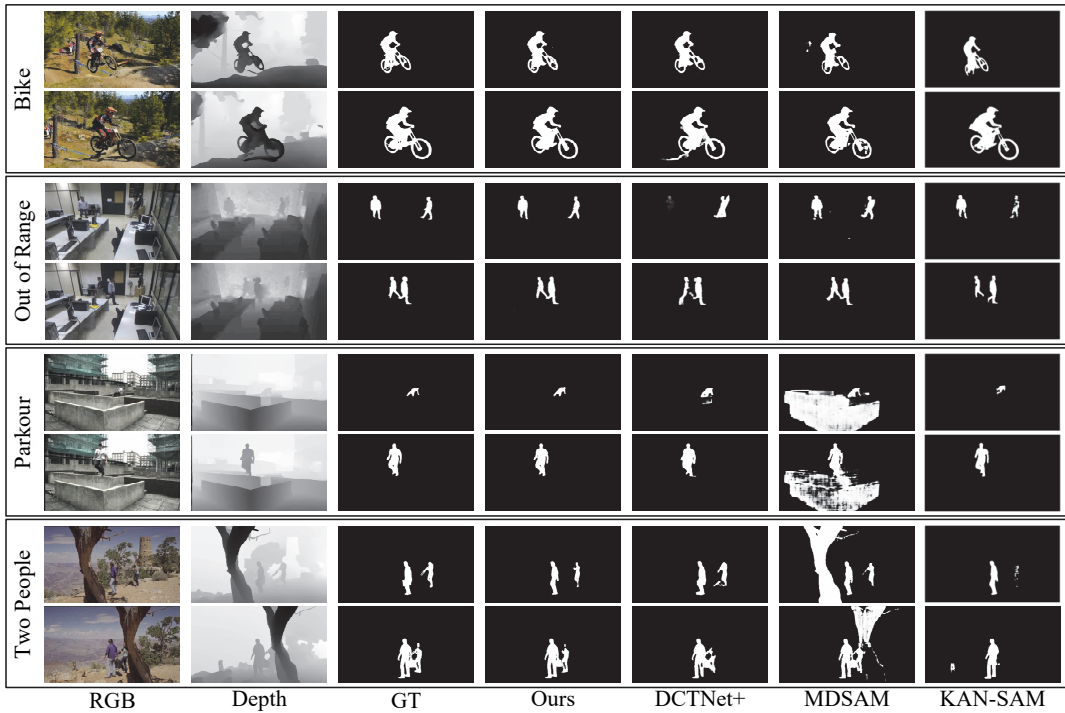 Bike
Out of Range
Parkour
Two People
RGB Depth GT Ours DCTNet+ MDSAM KAN-SAM